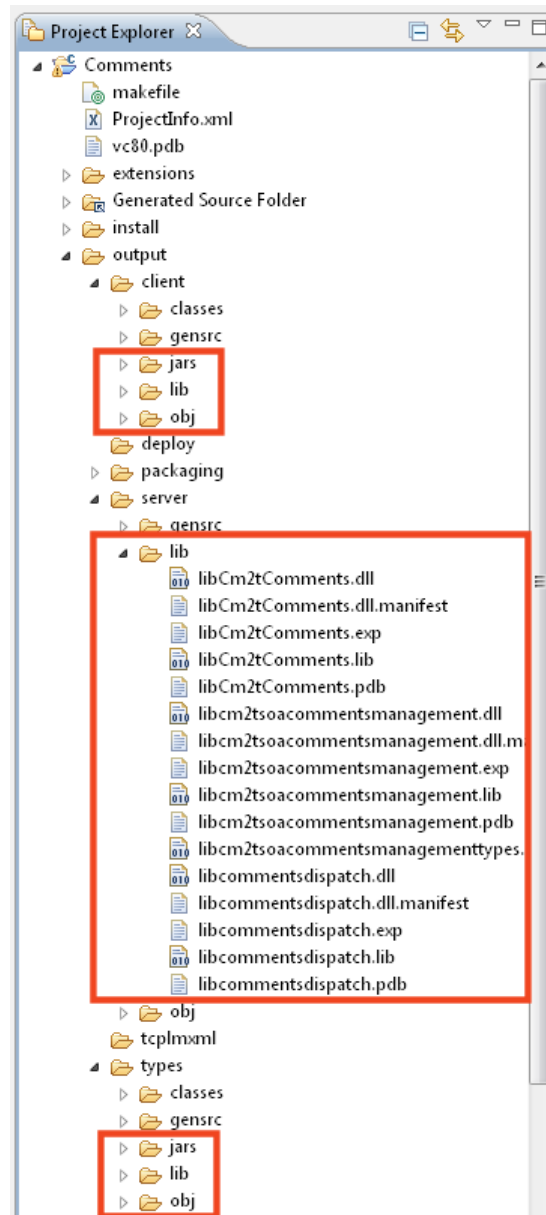 Project Explorer
Comments
makefile
ProjectInfo.xml
vc80.pdb
extensions
Generated Source Folder
install
output
client
classes
gensrc
jars
lib
obj
deploy
packaging
server
gensrc
lib
libCm2tComments.dll
libCm2tComments.dll.manifest
libCm2tComments.exp
libCm2tComments.lib
libCm2tComments.pdb
libcm2tsoacommentsmanagement.dll
libcm2tsoacommentsmanagement.dll.m
libcm2tsoacommentsmanagement.exp
libcm2tsoacommentsmanagement.lib
libcm2tsoacommentsmanagement.pdb
libcm2tsoacommentsmanagementtypes.
libcommentsdispatch.dll
libcommentsdispatch.dll.manifest
libcommentsdispatch.exp
libcommentsdispatch.lib
libcommentsdispatch.pdb
obj
tcplmxml
types
classes
gensrc
jars
lib
obj